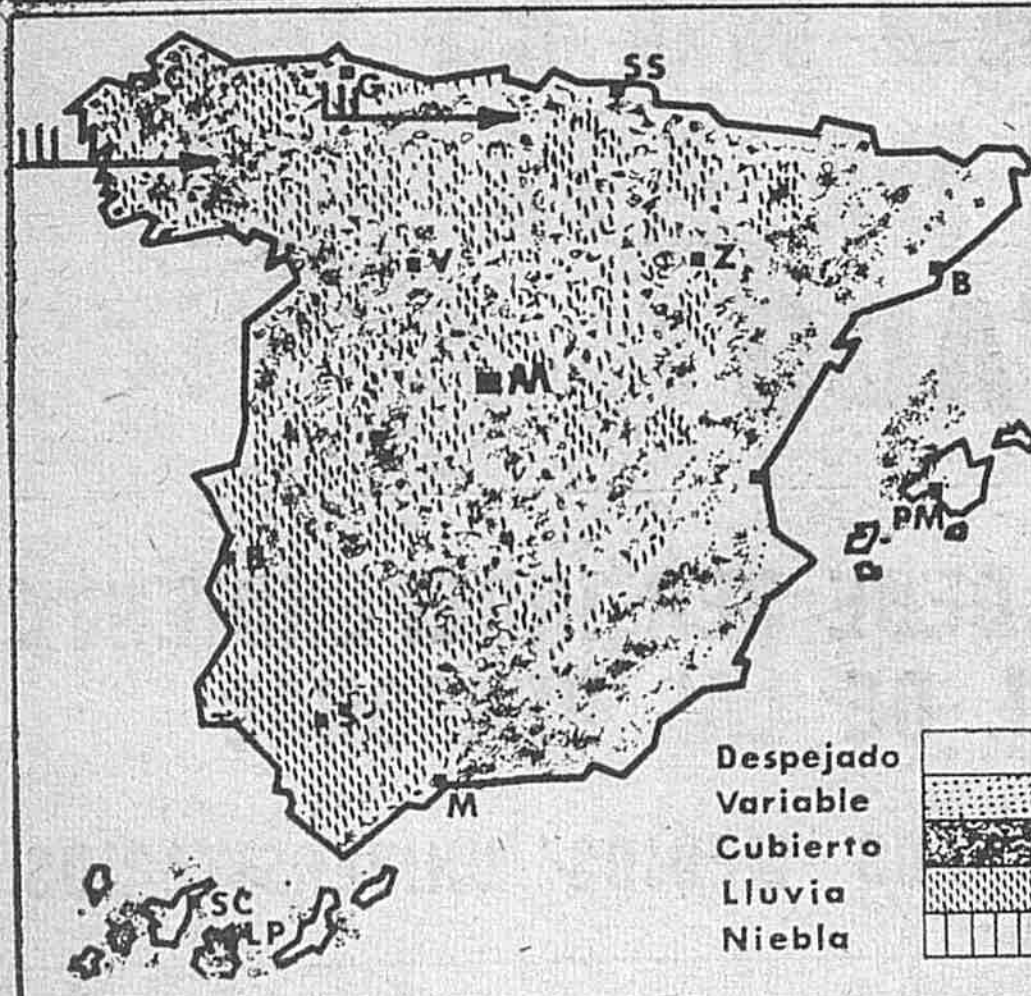 SS
C
G
V
Z
B
M
PM
S
M
SC
LP
Despejado
Variable
Cubierto
Lluvia
Niebla